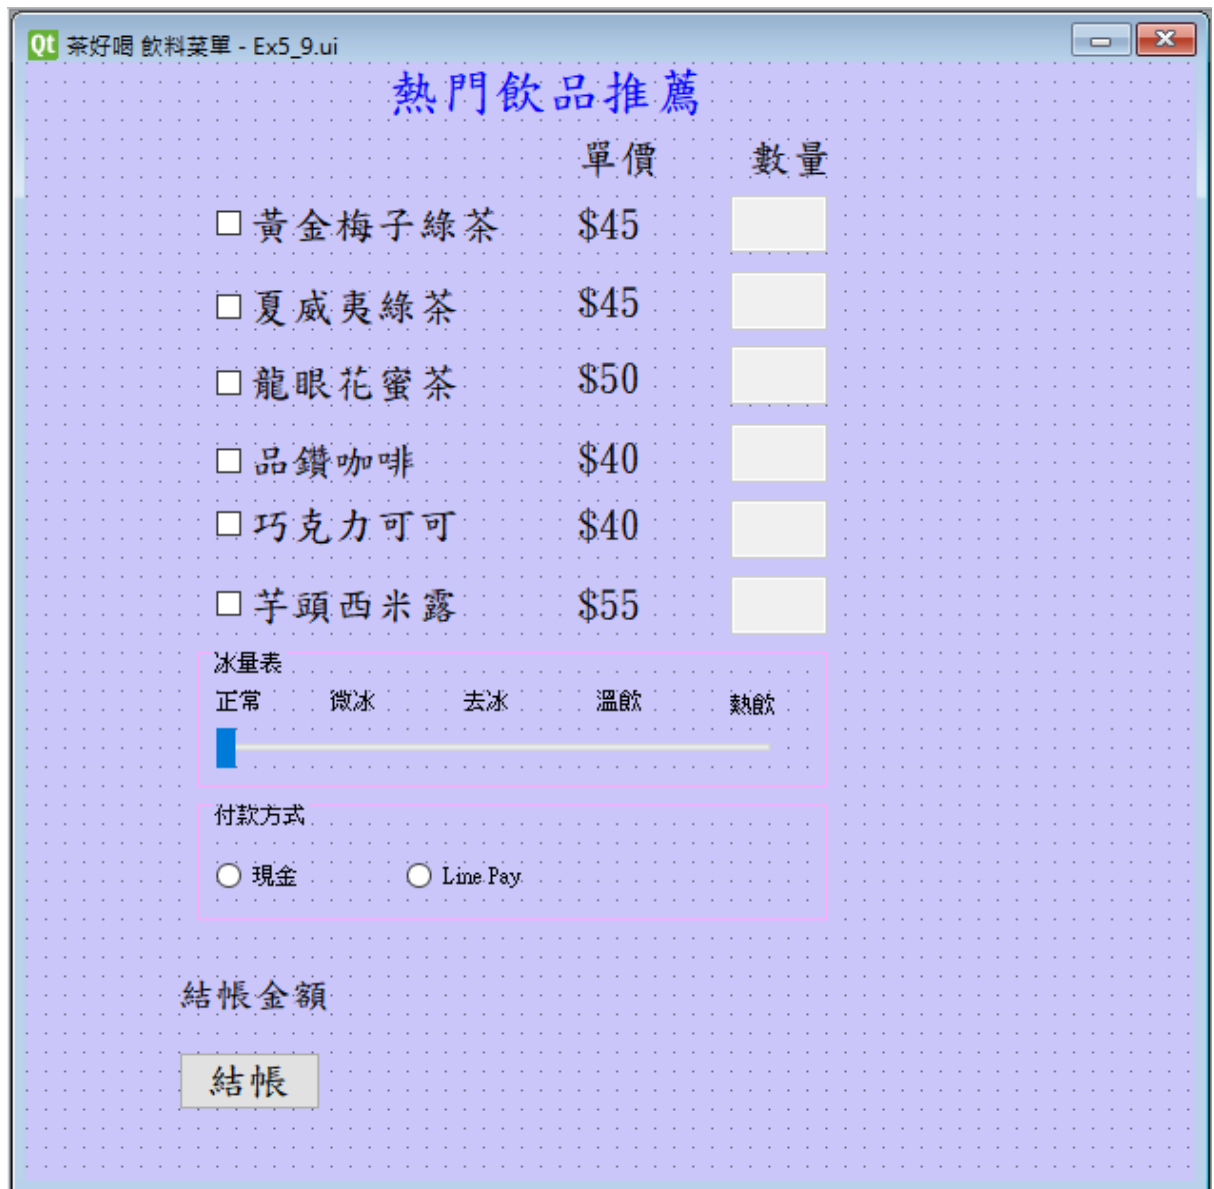 Qt 茶好喝 飲料菜單 - Ex5_9.ui
熱門飲品推薦
單價 數量
黃金梅子綠茶 $45
夏威夷綠茶 $45
龍眼花蜜茶 $50
品鑽咖啡 $40
巧克力可可 $40
芋頭西米露 $55
冰量表
正常 微冰 去冰 溫飲 熱飲
付款方式
現金 Line Pay
結帳金額
結帳